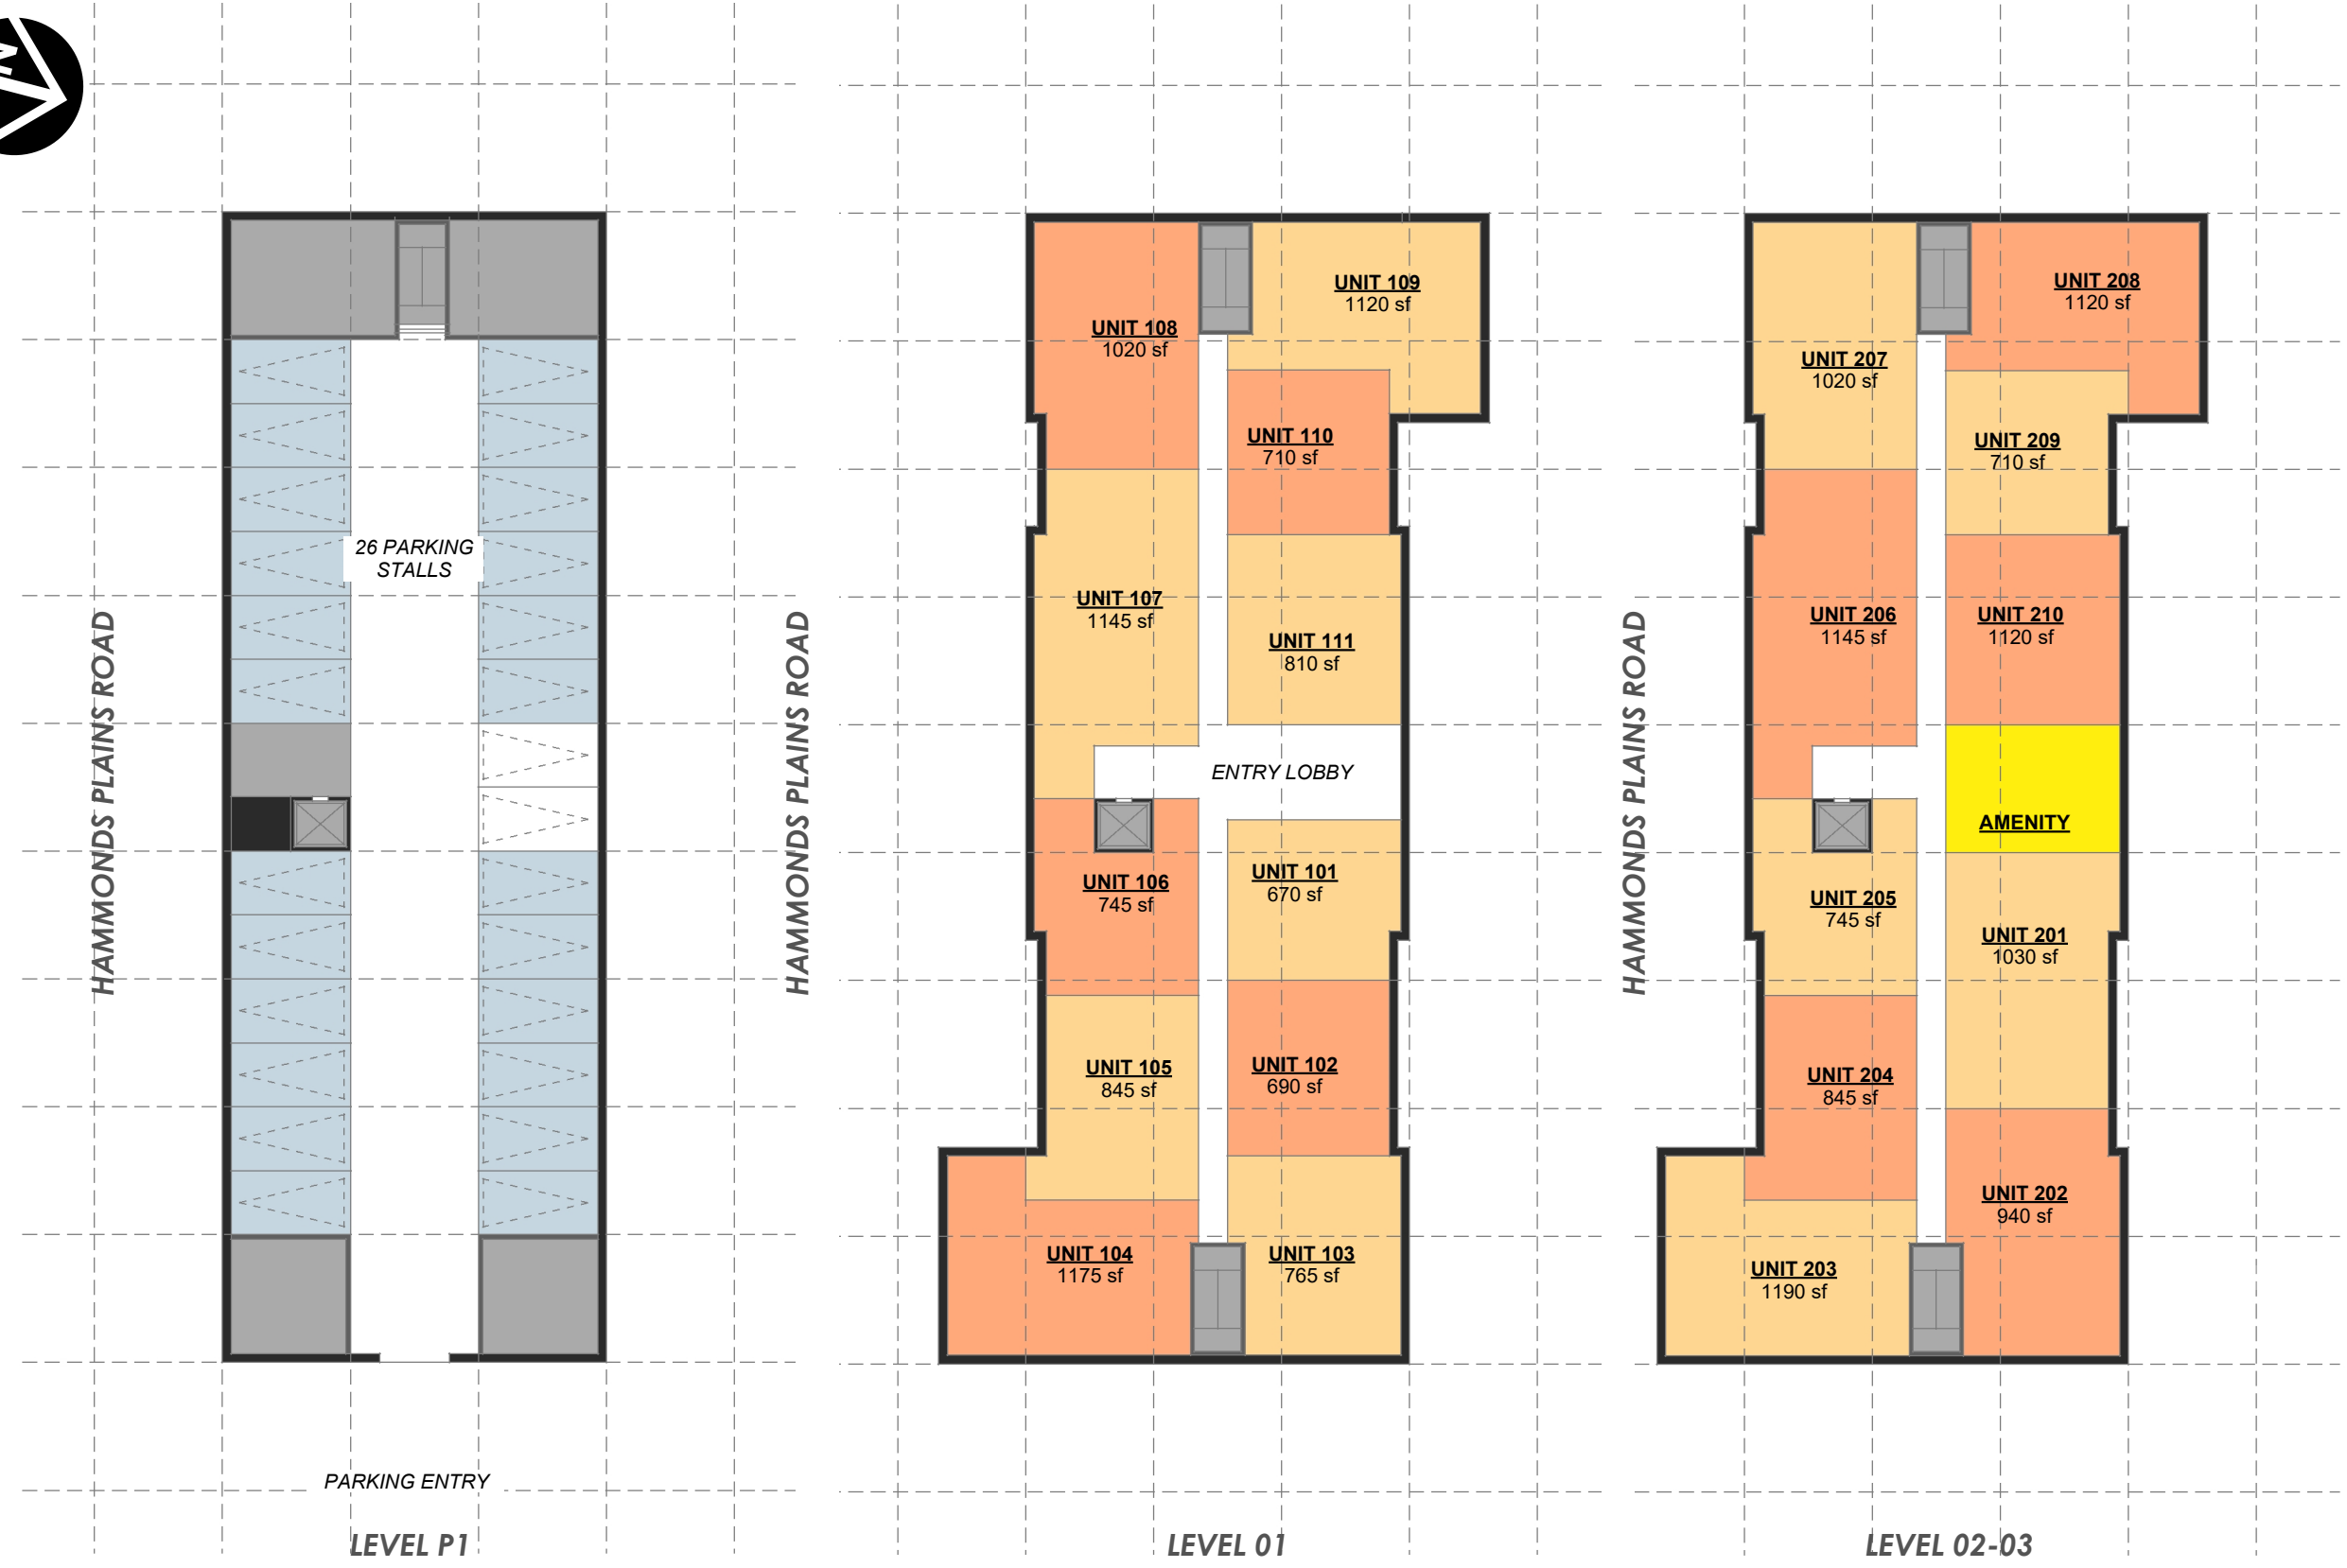 N
26 PARKING
STALLS
HAMMONDS PLAINS ROAD
PARKING ENTRY
LEVEL P1
HAMMONDS PLAINS ROAD
UNIT 109
1120 sf
UNIT 108
1020 sf
UNIT 110
710 sf
UNIT 107
1145 sf
UNIT 111
810 sf
ENTRY LOBBY
UNIT 106
745 sf
UNIT 101
670 sf
UNIT 105
845 sf
UNIT 102
690 sf
UNIT 104
1175 sf
UNIT 103
765 sf
LEVEL 01
HAMMONDS PLAINS ROAD
UNIT 208
1120 sf
UNIT 207
1020 sf
UNIT 209
710 sf
UNIT 206
1145 sf
UNIT 210
1120 sf
AMENITY
UNIT 205
745 sf
UNIT 201
1030 sf
UNIT 204
845 sf
UNIT 202
940 sf
UNIT 203
1190 sf
LEVEL 02-03